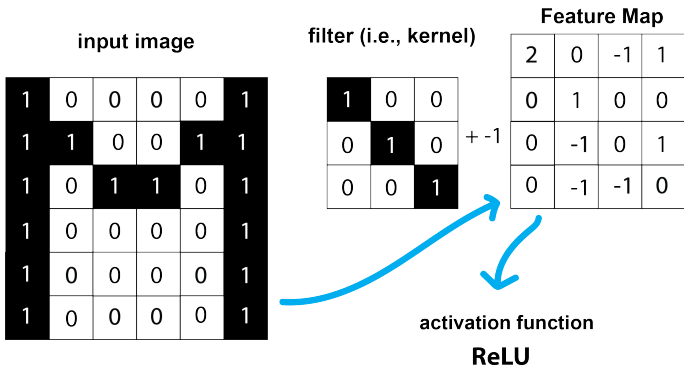 input image
1 0 0 0 0 1
1 1 0 0 1 1
1 0 1 1 0 1
1 0 0 0 0 1
1 0 0 0 0 1
1 0 0 0 0 1
filter (i.e., kernel)
1 0 0
0 1 0
0 0 1
+ -1
Feature Map
2 0 -1 1
0 1 0 0
0 -1 0 1
0 -1 -1 0
activation function
ReLU